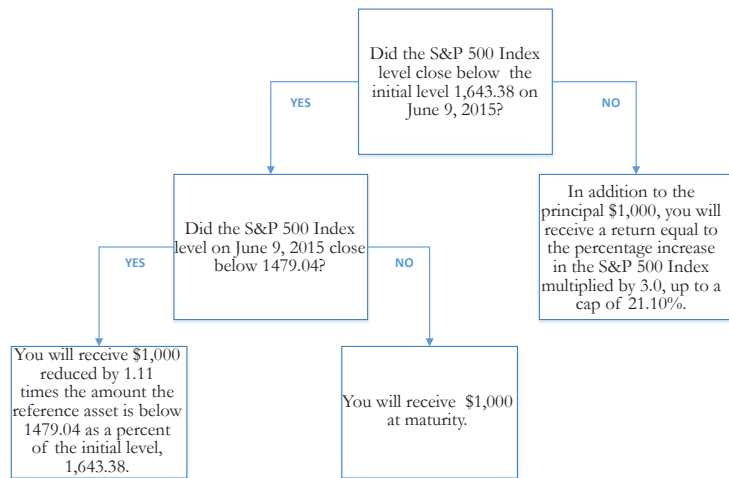 Did the S&P 500 Index
level close below the
initial level 1,643.38 on
June 9, 2015?
YES
NO
Did the S&P 500 Index
level on June 9, 2015 close
below 1479.04?
In addition to the
principal $1,000, you will
receive a return equal to
the percentage increase
in the S&P 500 Index
multiplied by 3.0, up to a
cap of 21.10%.
YES
NO
You will receive $1,000
reduced by 1.11
times the amount the
reference asset is below
1479.04 as a percent
of the initial level,
1,643.38.
You will receive $1,000
at maturity.